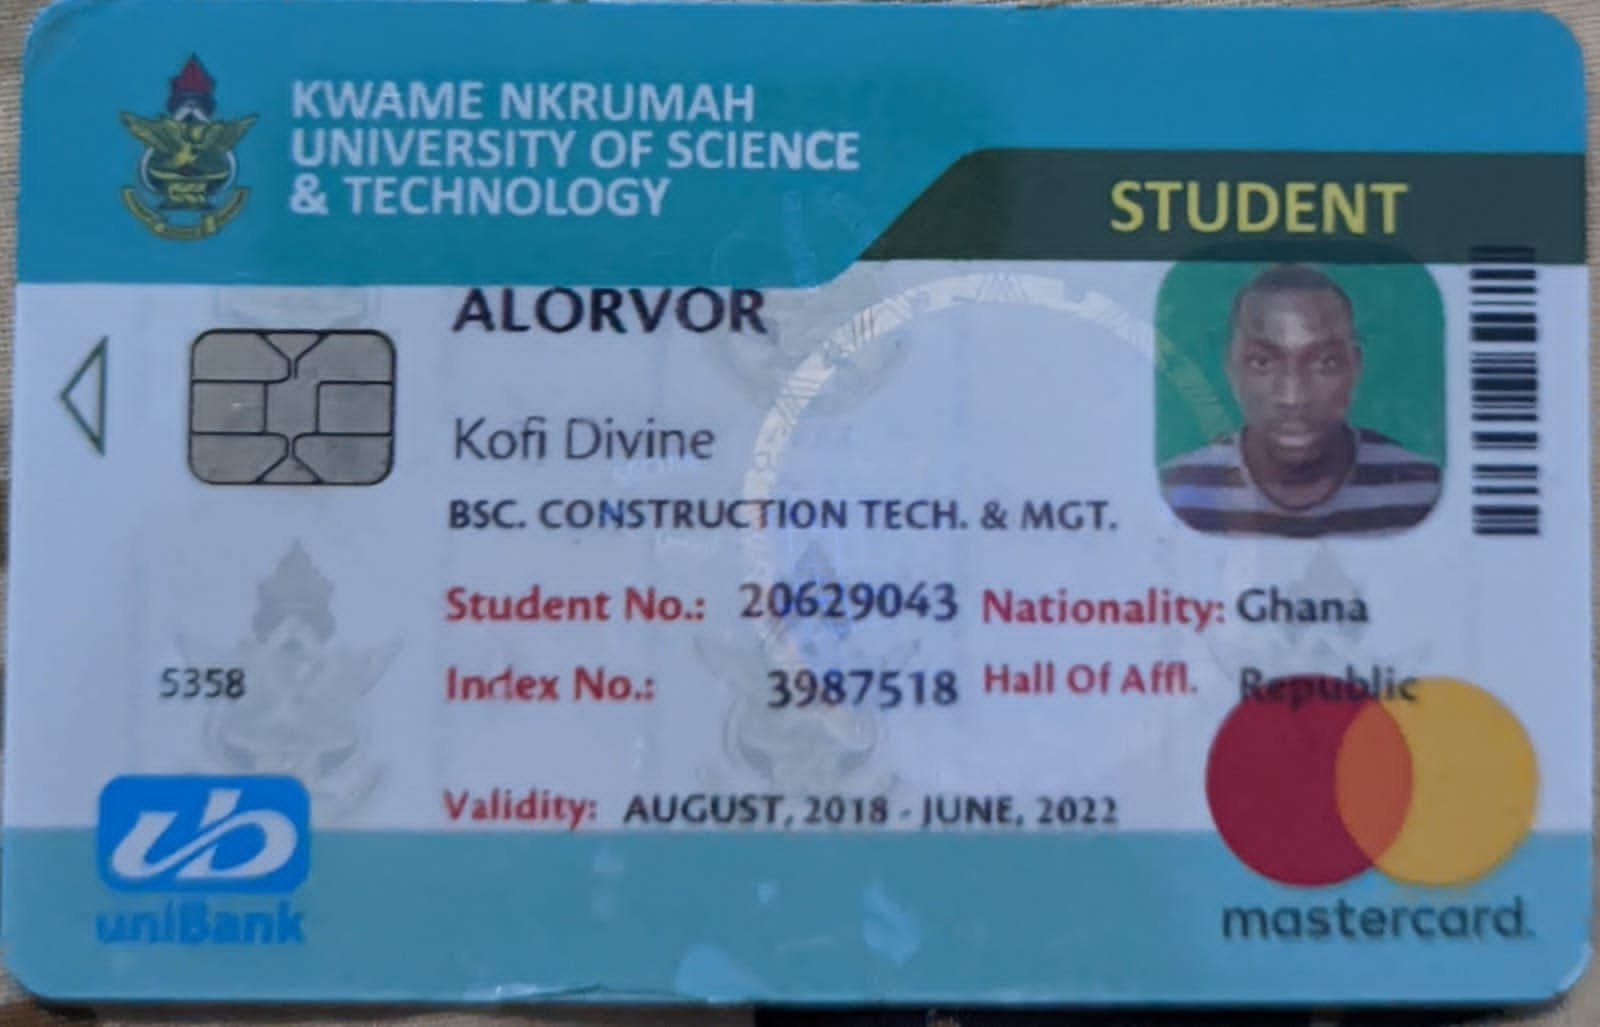 KWAME NKRUMAH
UNIVERSITY OF SCIENCE
& TECHNOLOGY
STUDENT
ALORVOR
Kofi Divine
BSC. CONSTRUCTION TECH. & MGT.
Student No.: 20629043 Nationality: Ghana
5358 Index No.: 3987518 Hall Of Affl. Republic
Validity: AUGUST, 2018 - JUNE, 2022
ub
uniBank
mastercard.